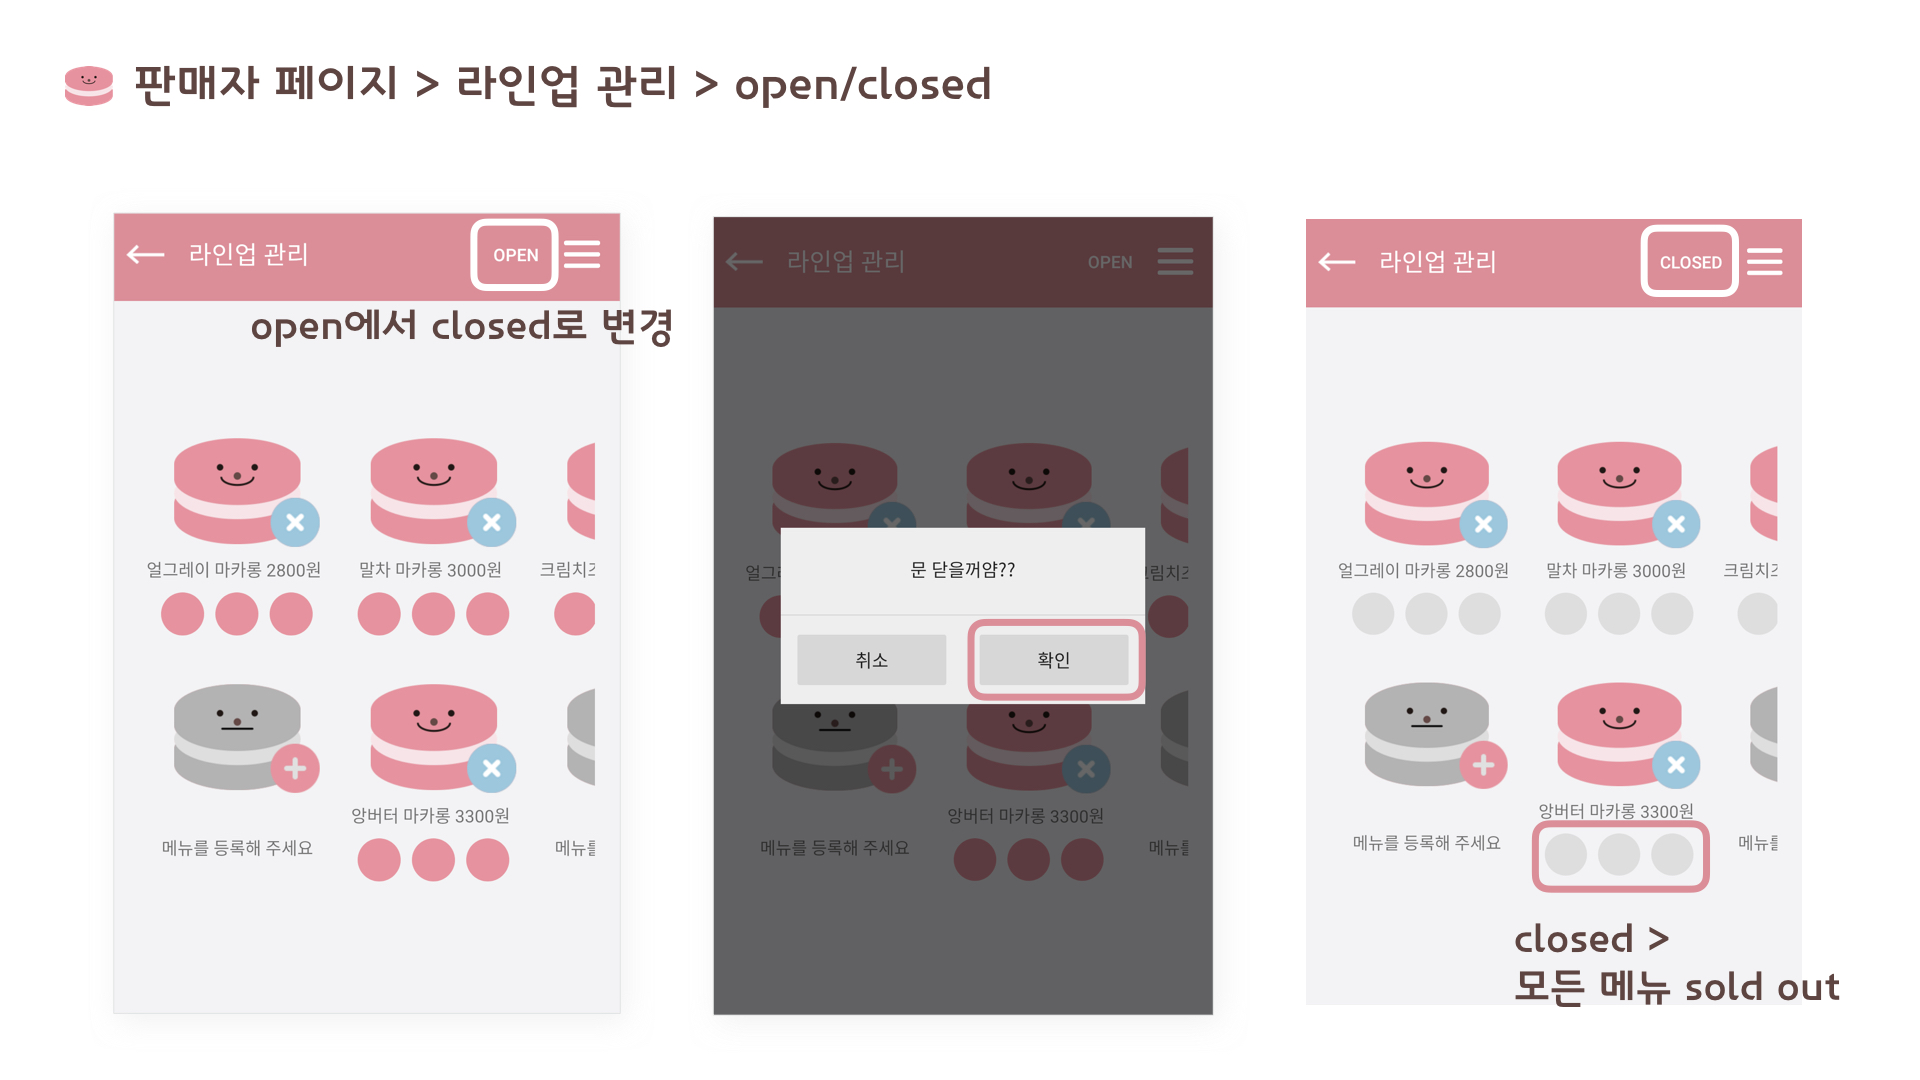 판매자 페이지 > 라인업 관리 > open/closed
라인업 관리
OPEN
open에서 closed로 변경
얼그레이 마카롱 2800원
말차 마카롱 3000원
크림치즈
메뉴를 등록해 주세요
앙버터 마카롱 3300원
메뉴를
라인업 관리
OPEN
문 닫을꺼얌??
취소
확인
메뉴를 등록해 주세요
앙버터 마카롱 3300원
메뉴를
라인업 관리
CLOSED
얼그레이 마카롱 2800원
말차 마카롱 3000원
크림치즈
메뉴를 등록해 주세요
앙버터 마카롱 3300원
메뉴를
closed >
모든 메뉴 sold out